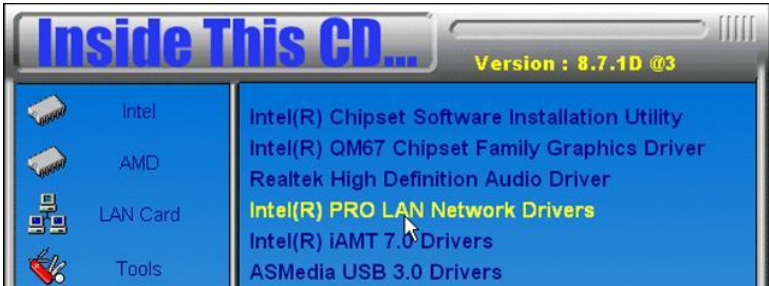 Inside This CD...
Version : 8.7.1D @3
Intel
AMD
LAN Card
Tools
Intel(R) Chipset Software Installation Utility
Intel(R) QM67 Chipset Family Graphics Driver
Realtek High Definition Audio Driver
Intel(R) PRO LAN Network Drivers
Intel(R) iAMT 7.0 Drivers
ASMedia USB 3.0 Drivers